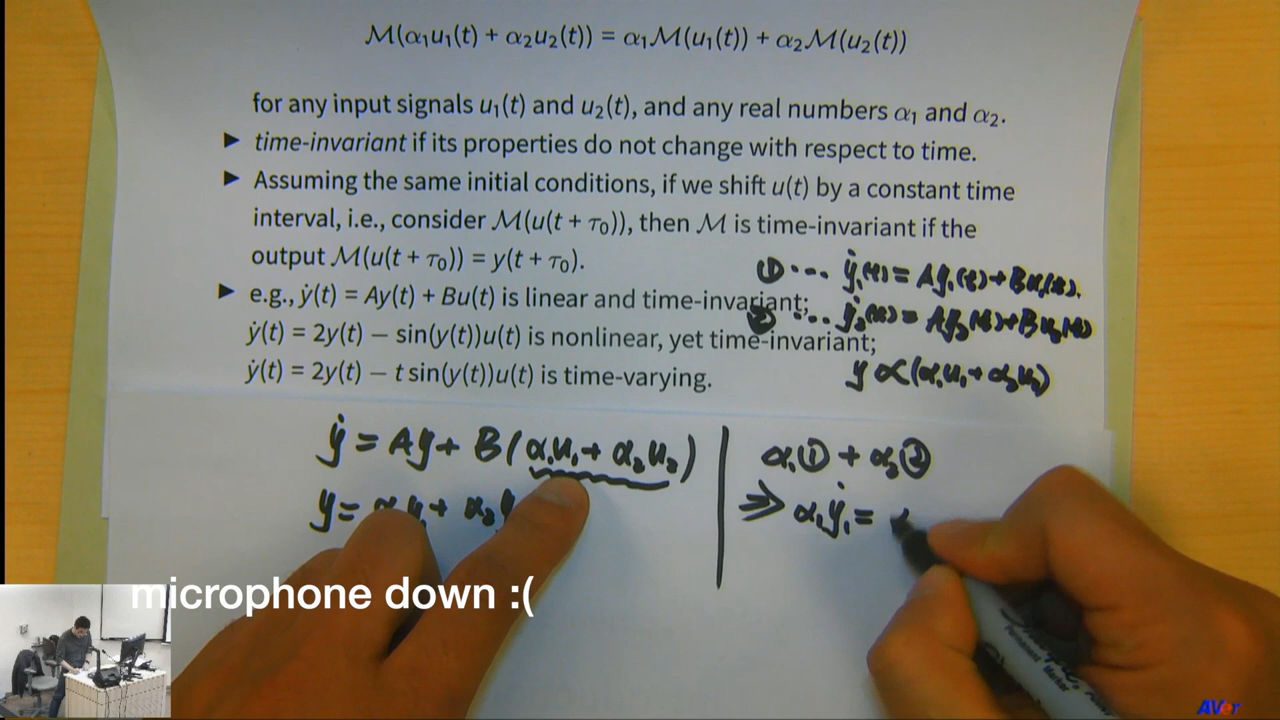 ℳ(α₁u₁(t) + α₂u₂(t)) = α₁ℳ(u₁(t)) + α₂ℳ(u₂(t))
for any input signals u₁(t) and u₂(t), and any real numbers α₁ and α₂.
▶ time-invariant if its properties do not change with respect to time.
▶ Assuming the same initial conditions, if we shift u(t) by a constant time
interval, i.e., consider ℳ(u(t + τ₀)), then ℳ is time-invariant if the
output ℳ(u(t + τ₀)) = y(t + τ₀).
① ... ẏ₁(t) = Ay₁(t) + Bu₁(t).
▶ e.g., ẏ(t) = Ay(t) + Bu(t) is linear and time-invariant;
② ... ẏ₂(t) = Ay₂(t) + Bu₂(t)
ẏ(t) = 2y(t) − sin(y(t))u(t) is nonlinear, yet time-invariant;
ẏ(t) = 2y(t) − t sin(y(t))u(t) is time-varying.
y ∝ (α₁u₁ + α₂u₂)
ẏ = Ay + B(α₁u₁ + α₂u₂)
y = α₁y₁ + α₂y
α₁① + α₂②
⇒ α₁ẏ₁ =
microphone down :(
AVer